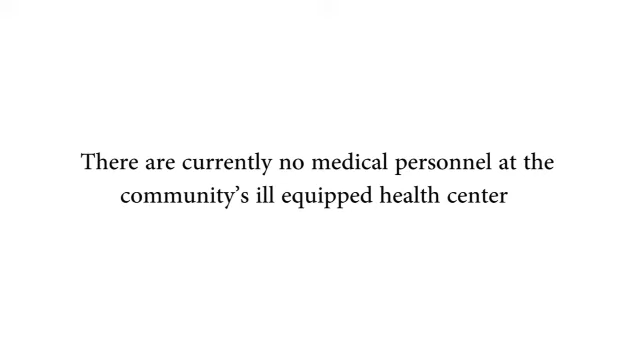 There are currently no medical personnel at the
community’s ill equipped health center